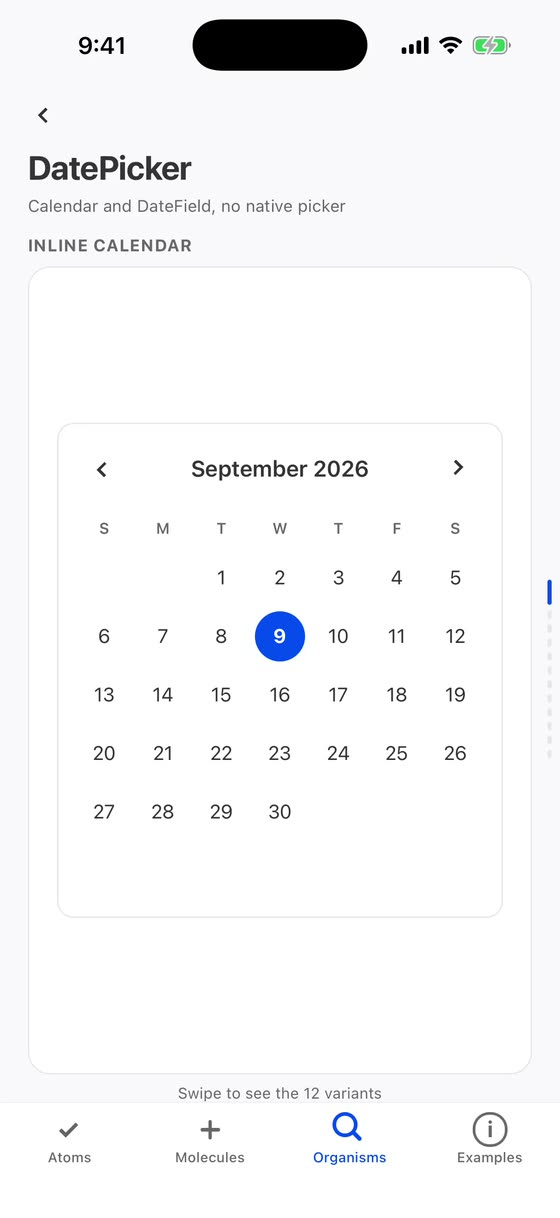 9:41
DatePicker
Calendar and DateField, no native picker
INLINE CALENDAR
September 2026
S M T W T F S
1 2 3 4 5
6 7 8 9 10 11 12
13 14 15 16 17 18 19
20 21 22 23 24 25 26
27 28 29 30
Swipe to see the 12 variants
Atoms Molecules Organisms Examples